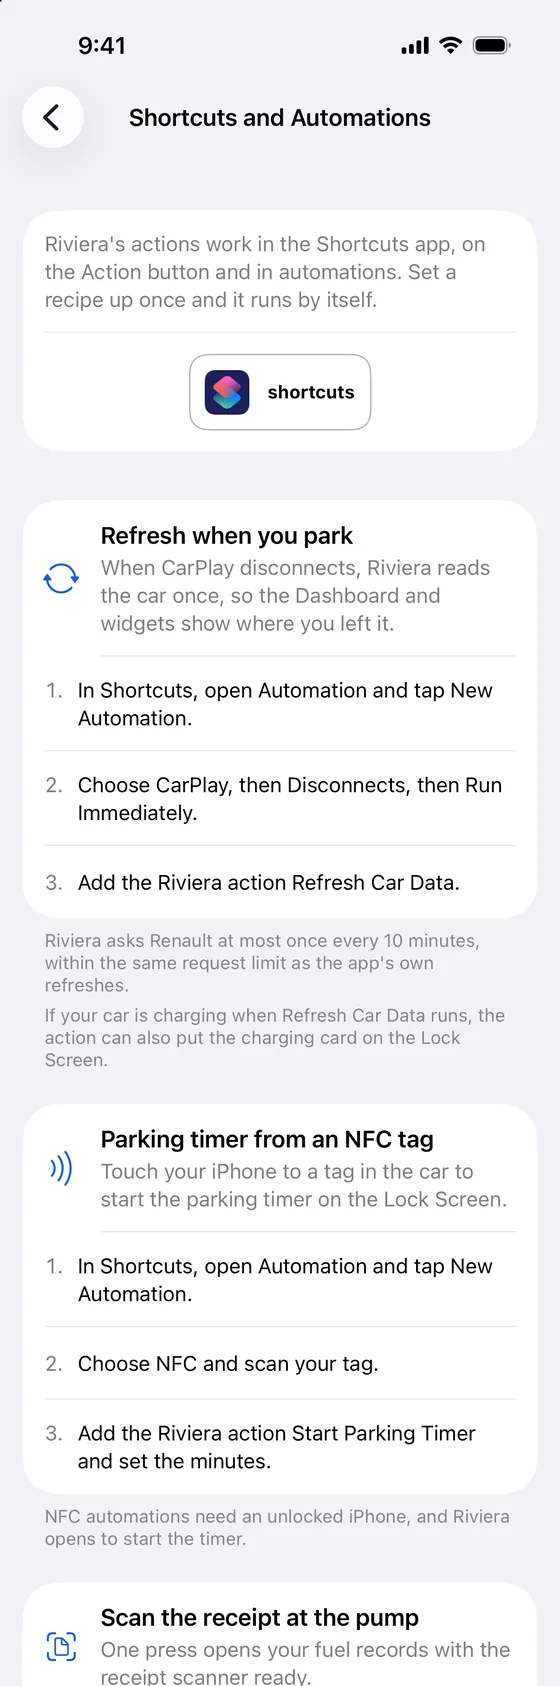 9:41
Shortcuts and Automations
Riviera's actions work in the Shortcuts app, on
the Action button and in automations. Set a
recipe up once and it runs by itself.
shortcuts
Refresh when you park
When CarPlay disconnects, Riviera reads
the car once, so the Dashboard and
widgets show where you left it.
1. In Shortcuts, open Automation and tap New
Automation.
2. Choose CarPlay, then Disconnects, then Run
Immediately.
3. Add the Riviera action Refresh Car Data.
Riviera asks Renault at most once every 10 minutes,
within the same request limit as the app's own
refreshes.
If your car is charging when Refresh Car Data runs, the
action can also put the charging card on the Lock
Screen.
Parking timer from an NFC tag
Touch your iPhone to a tag in the car to
start the parking timer on the Lock Screen.
1. In Shortcuts, open Automation and tap New
Automation.
2. Choose NFC and scan your tag.
3. Add the Riviera action Start Parking Timer
and set the minutes.
NFC automations need an unlocked iPhone, and Riviera
opens to start the timer.
Scan the receipt at the pump
One press opens your fuel records with the
receipt scanner ready.